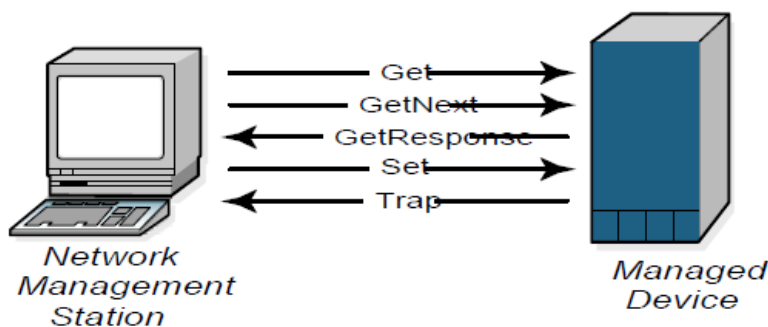 Get
GetNext
GetResponse
Set
Trap
Network
Management
Station
Managed
Device